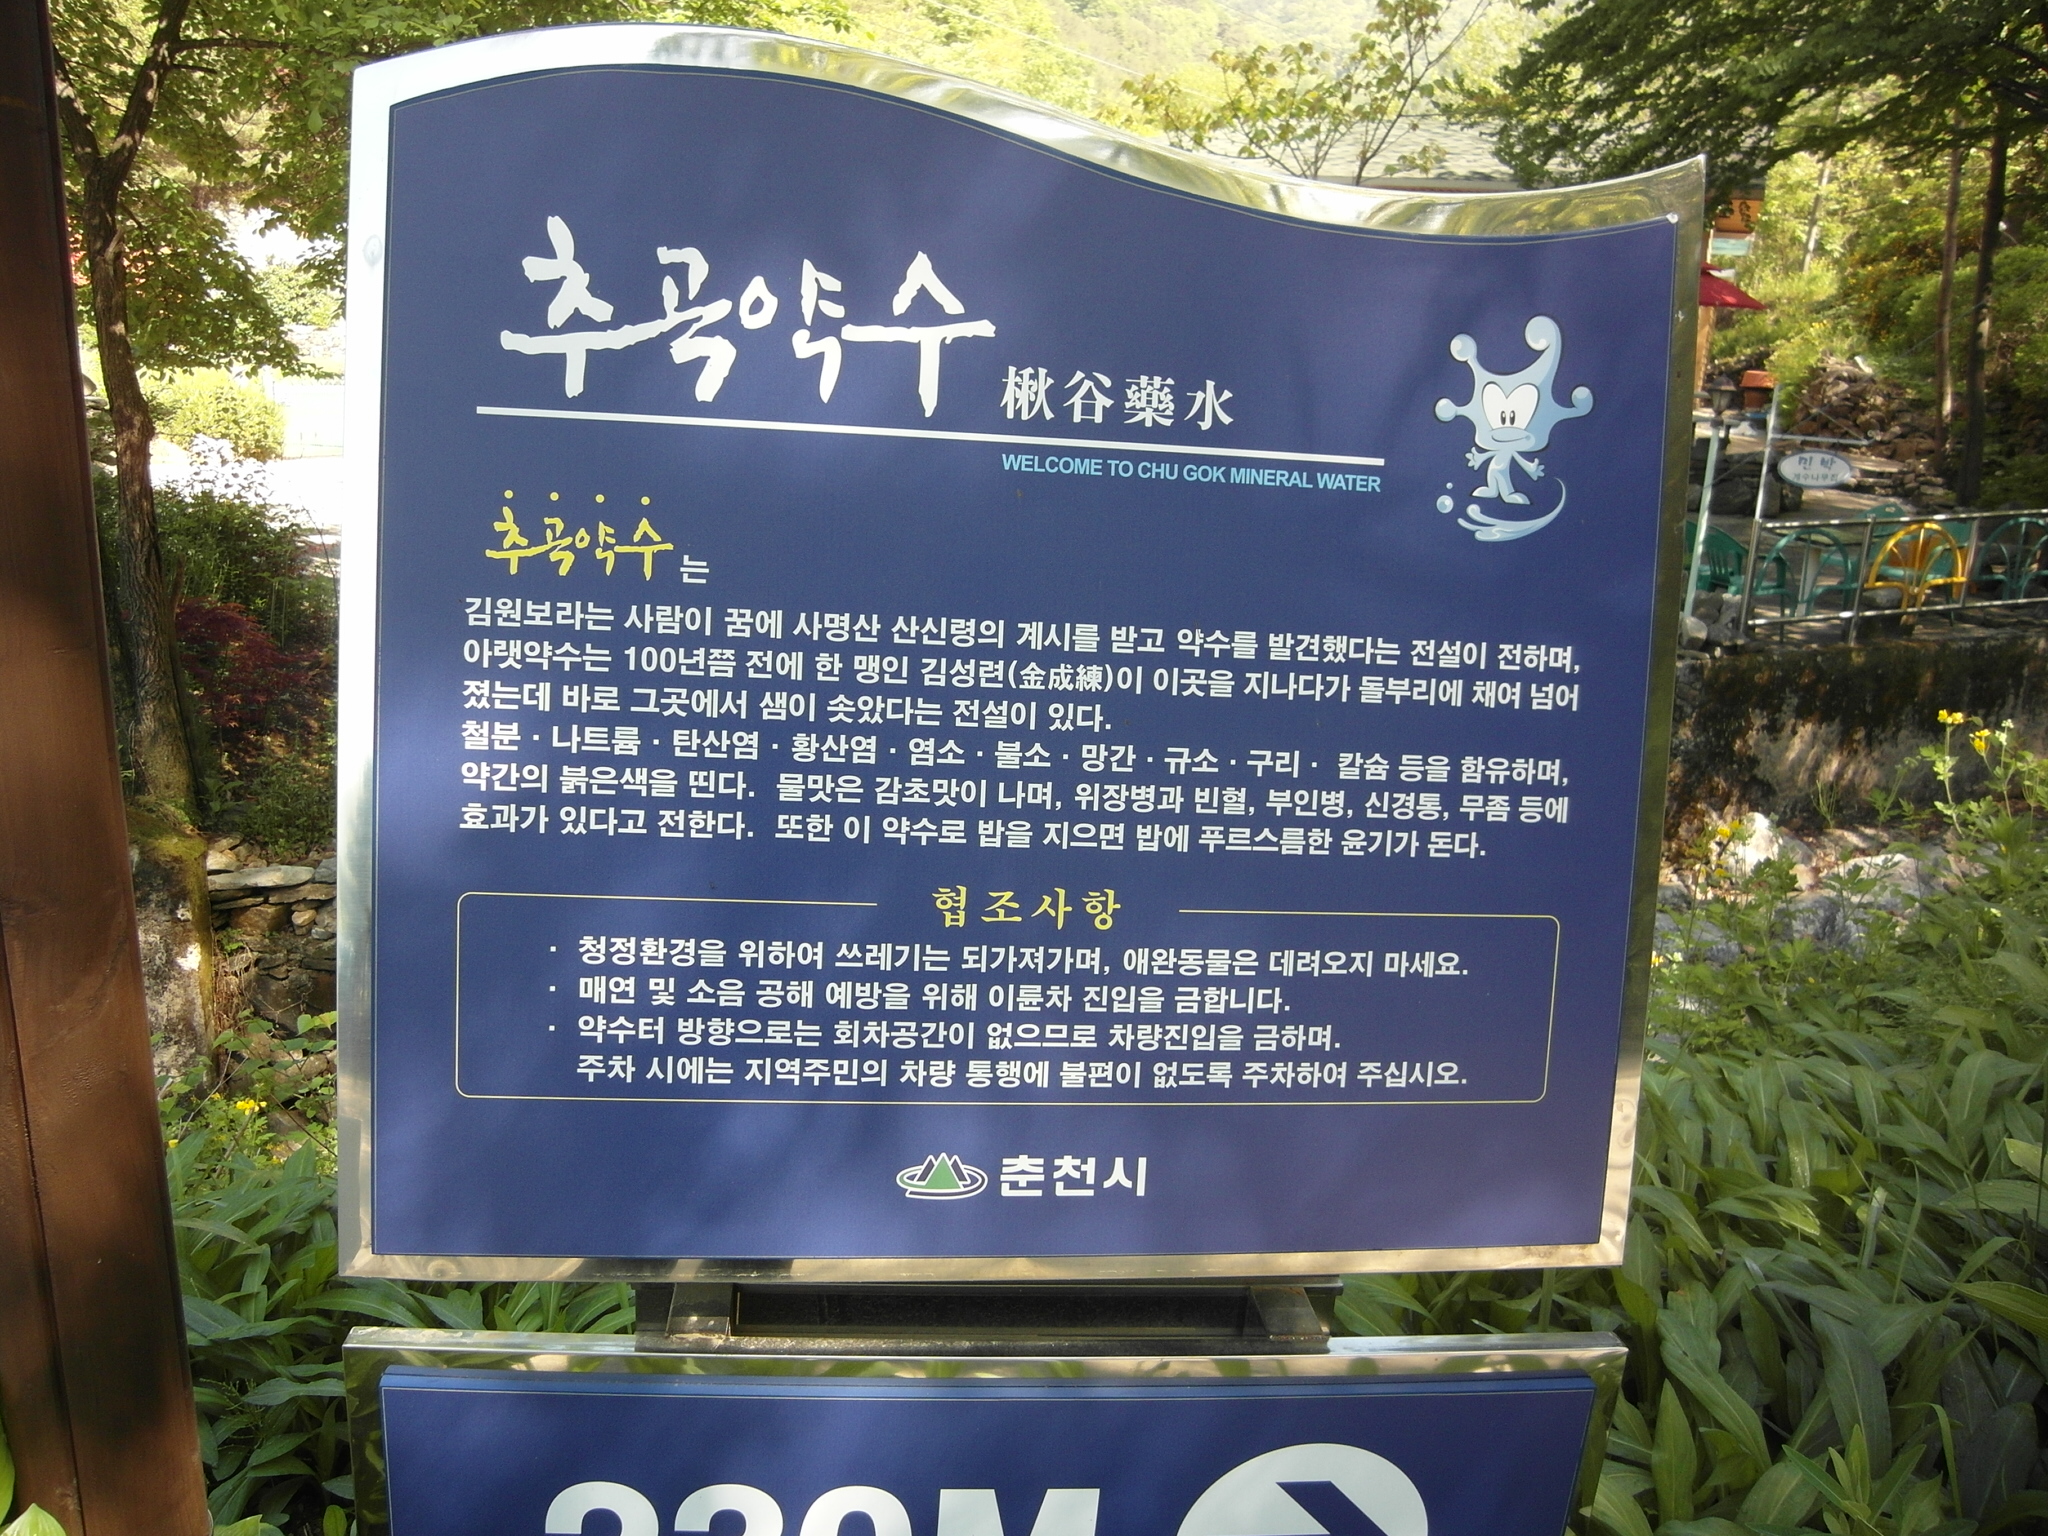 추곡약수 楸谷藥水
WELCOME TO CHU GOK MINERAL WATER
추곡약수는
김원보라는 사람이 꿈에 사명산 산신령의 계시를 받고 약수를 발견했다는 전설이 전하며,
아랫약수는 100년쯤 전에 한 맹인 김성련(金成練)이 이곳을 지나다가 돌부리에 채여 넘어
졌는데 바로 그곳에서 샘이 솟았다는 전설이 있다.
철분 · 나트륨 · 탄산염 · 황산염 · 염소 · 불소 · 망간 · 규소 · 구리 · 칼슘 등을 함유하며,
약간의 붉은색을 띤다. 물맛은 감초맛이 나며, 위장병과 빈혈, 부인병, 신경통, 무좀 등에
효과가 있다고 전한다. 또한 이 약수로 밥을 지으면 밥에 푸르스름한 윤기가 돈다.
협조사항
· 청정환경을 위하여 쓰레기는 되가져가며, 애완동물은 데려오지 마세요.
· 매연 및 소음 공해 예방을 위해 이륜차 진입을 금합니다.
· 약수터 방향으로는 회차공간이 없으므로 차량진입을 금하며.
주차 시에는 지역주민의 차량 통행에 불편이 없도록 주차하여 주십시오.
춘천시
민박